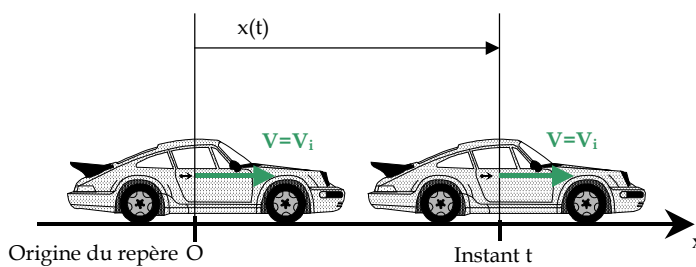 x(t)
V=Vi
V=Vi
x
Origine du repère O
Instant t